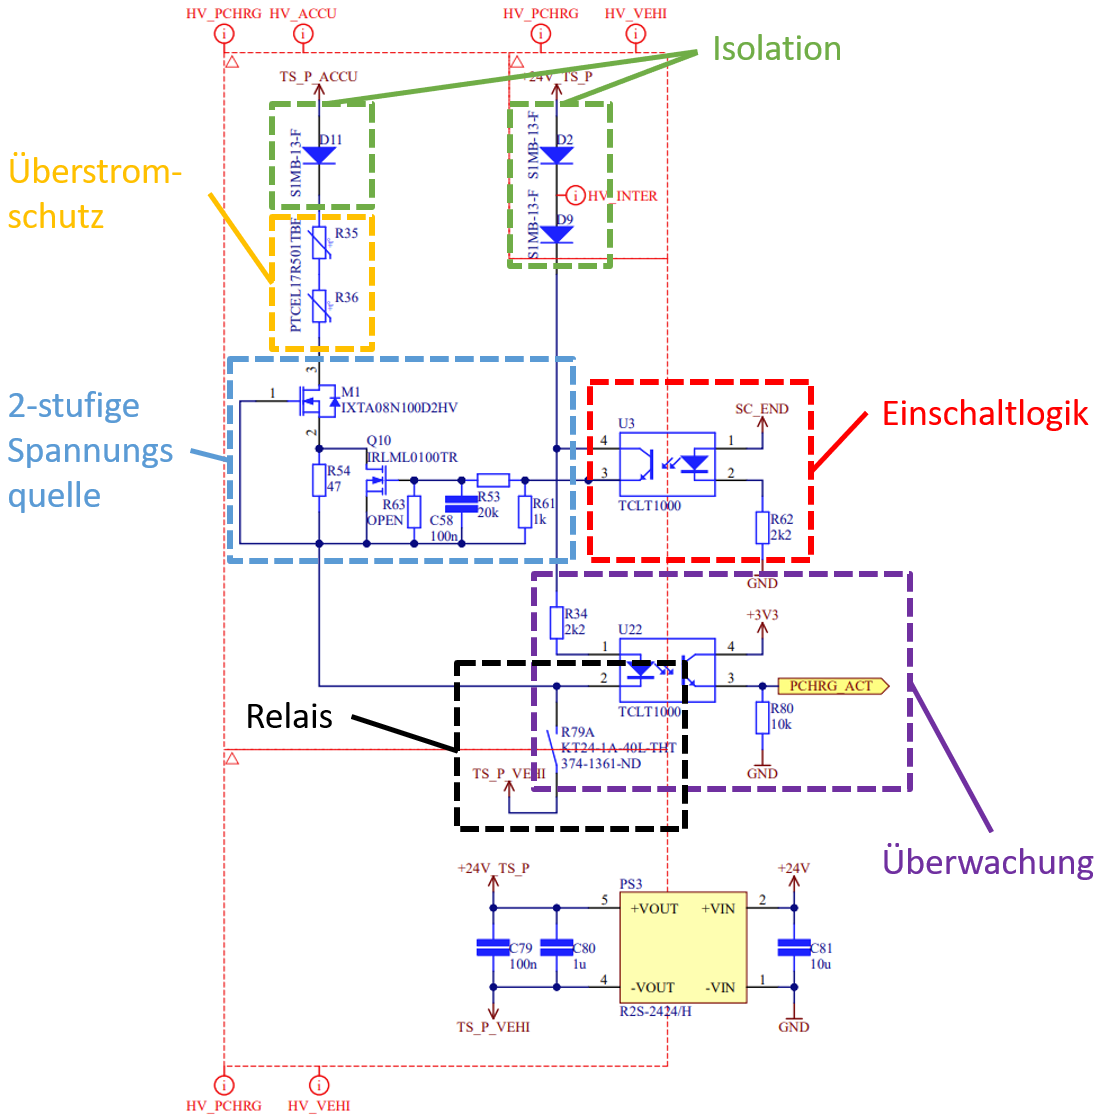 HV_PCHRG HV_ACCU
HV_PCHRG HV_VEHI
i
i
i
i
Isolation
TS_P_ACCU
+24V_TS_P
S1MB-13-F
D11
S1MB-13-F
D2
i HV_INTER
S1MB-13-F
D9
Überstrom-
schutz
PTCEL17R501TBE
R35
R36
2-stufige
Spannungs
quelle
3
1
M1
IXTA08N100D2HV
2
Q10
IRLML0100TR
R54
47
R63
OPEN
C58
100n
R53
20k
R61
1k
Einschaltlogik
SC_END
U3
4
1
3
2
TCLT1000
R62
2k2
GND
R34
2k2
U22
+3V3
1
4
2
3
TCLT1000
PCHRG_ACT
R80
10k
GND
Relais
R79A
KT24-1A-40L-THT
374-1361-ND
TS_P_VEHI
Überwachung
+24V_TS_P
+24V
PS3
5
+VOUT
+VIN
2
C79
100n
C80
1u
C81
10u
4
-VOUT
-VIN
1
R2S-2424/H
TS_P_VEHI
GND
i
i
HV_PCHRG
HV_VEHI